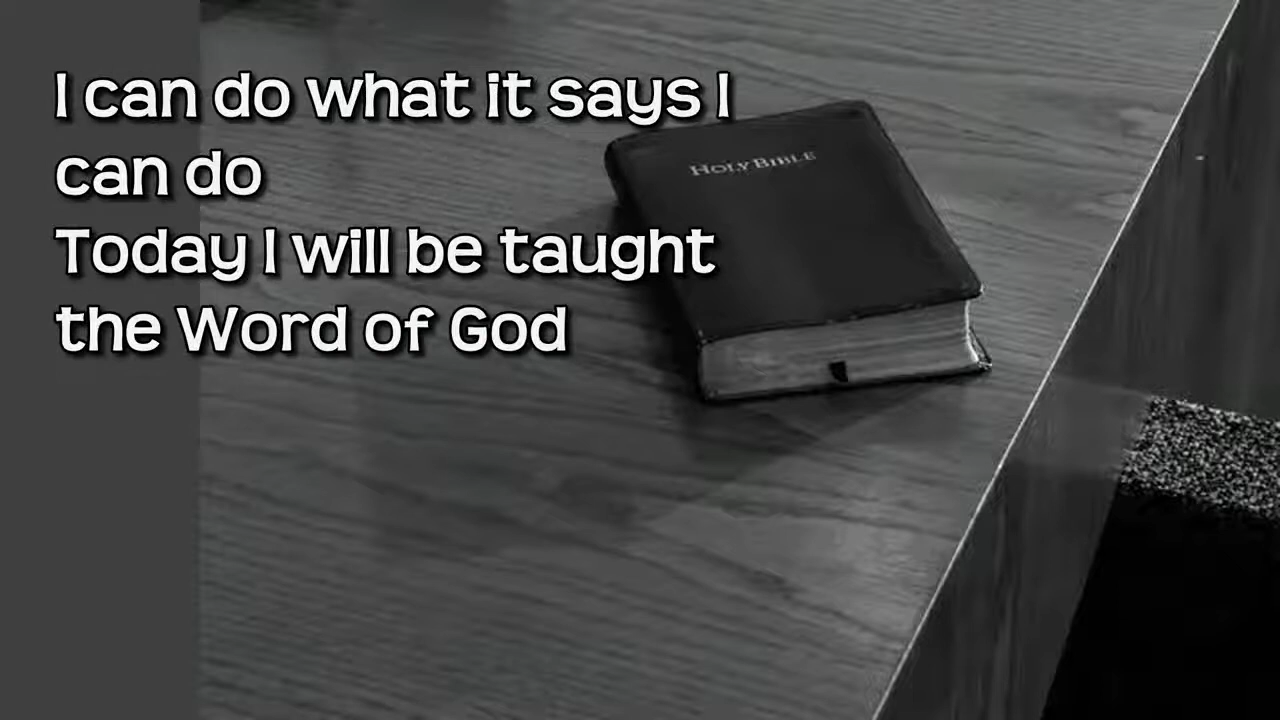 I can do what it says I
can do
Today I will be taught
the Word of God
HOLY BIBLE